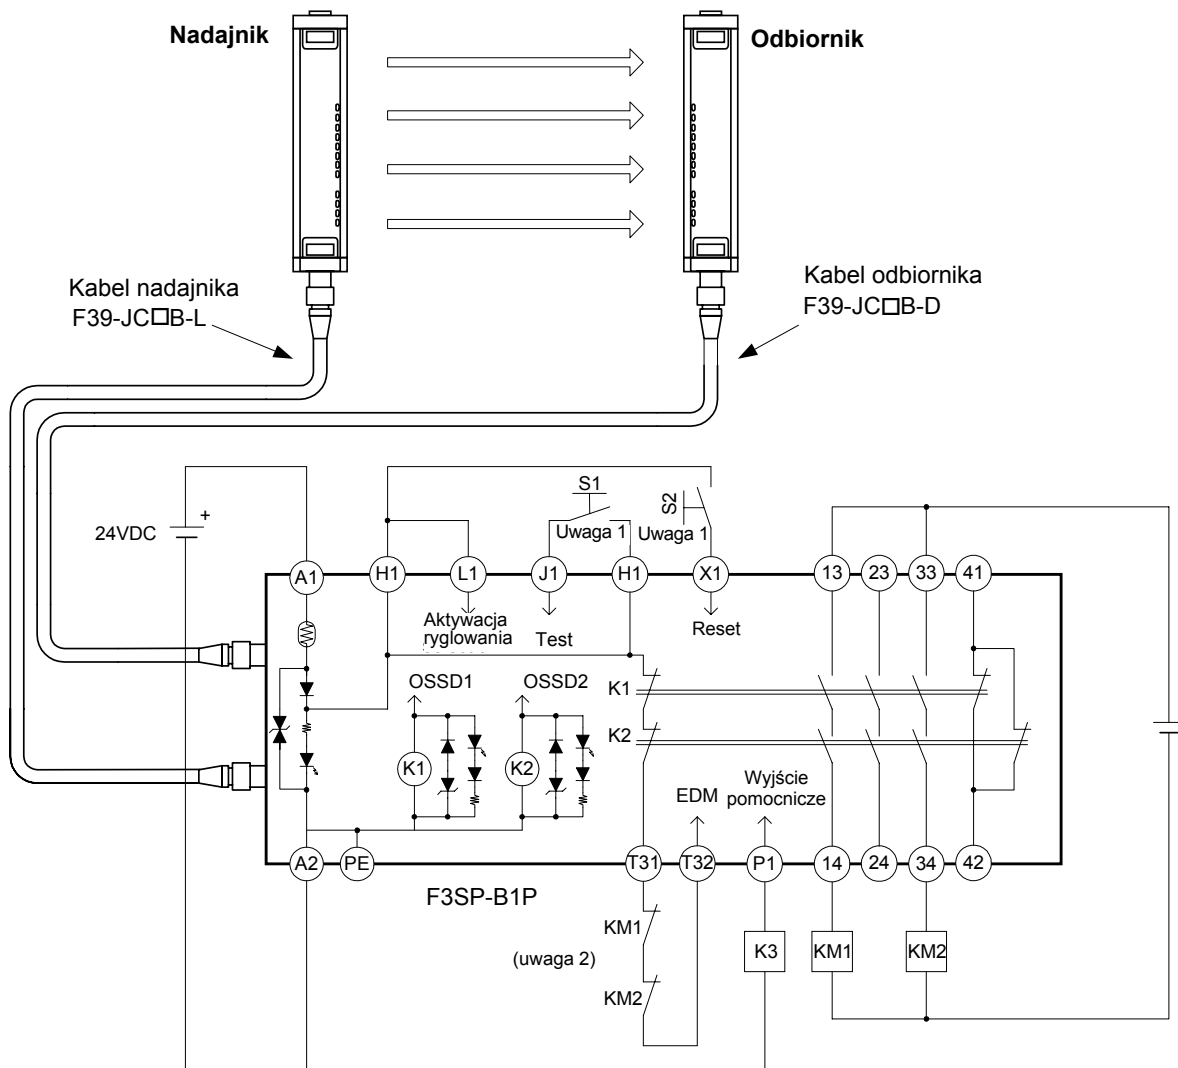 Nadajnik
Odbiornik
Kabel nadajnika
F39-JC□B-L
Kabel odbiornika
F39-JC□B-D
24VDC
+
S1
Uwaga 1
S2
Uwaga 1
A1
H1
L1
J1
H1
X1
13
23
33
41
Aktywacja
ryglowania
Test
Reset
OSSD1
OSSD2
K1
K2
K1
K2
EDM
Wyjście
pomocnicze
A2
PE
T31
T32
P1
14
24
34
42
F3SP-B1P
KM1
(uwaga 2)
KM2
K3
KM1
KM2